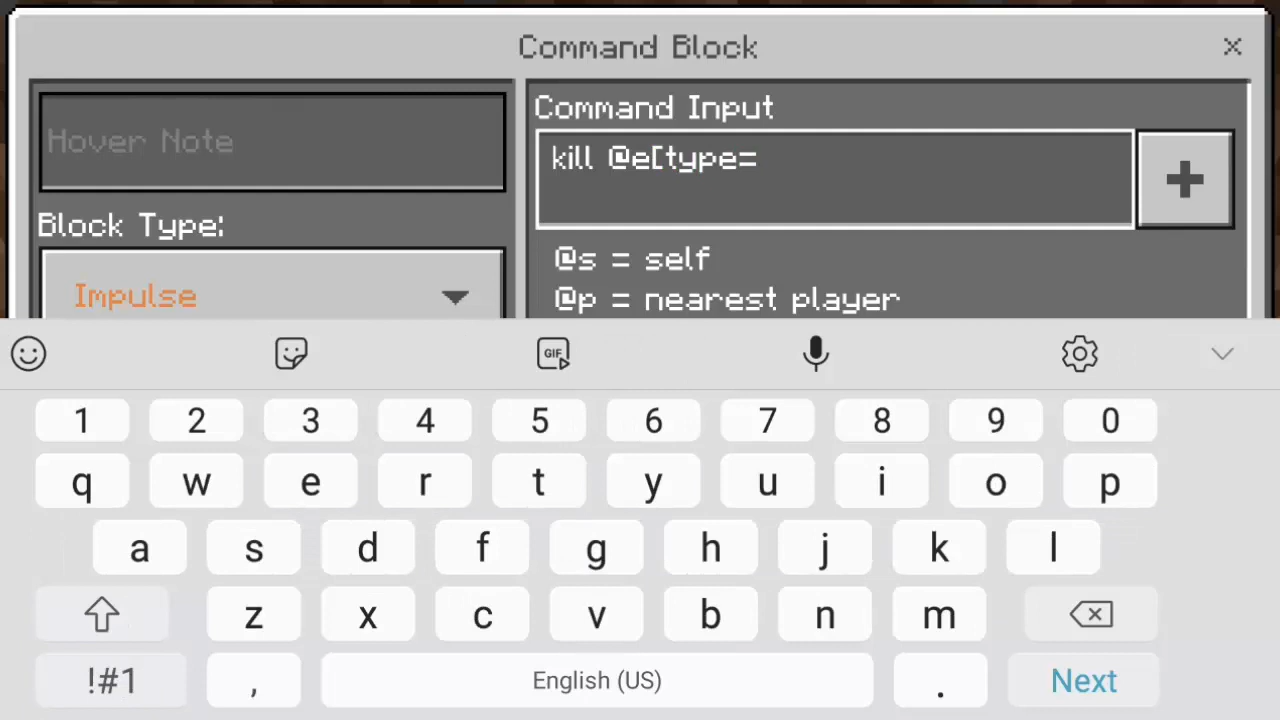 Command Block
Hover Note
Block Type:
Impulse
Command Input
kill @e[type=
@s = self
@p = nearest player
GIF
1 2 3 4 5 6 7 8 9 0
q w e r t y u i o p
a s d f g h j k l
z x c v b n m
!#1 , English (US) . Next